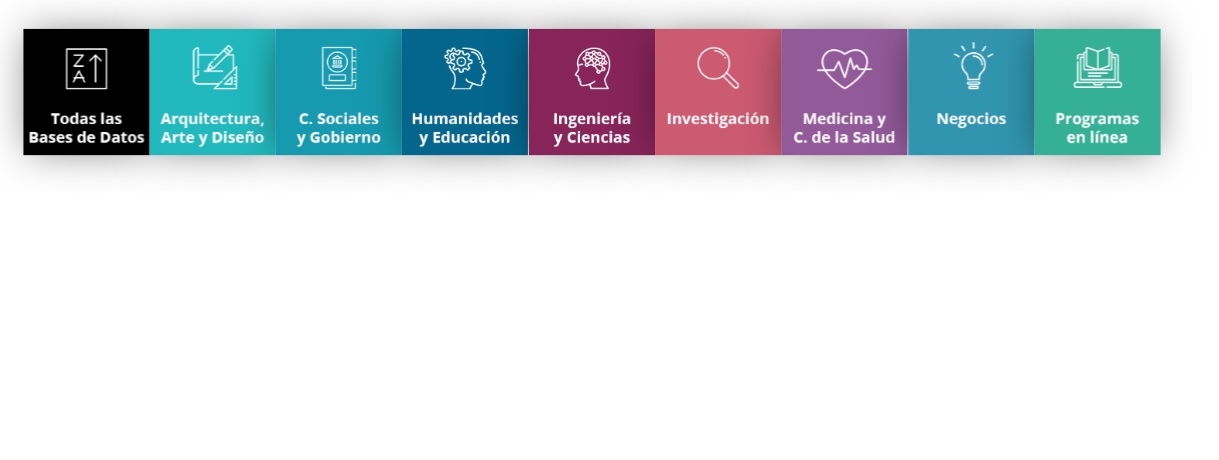 Z
A
Todas las
Bases de Datos
Arquitectura,
Arte y Diseño
C. Sociales
y Gobierno
Humanidades
y Educación
Ingeniería
y Ciencias
Investigación
Medicina y
C. de la Salud
Negocios
Programas
en línea